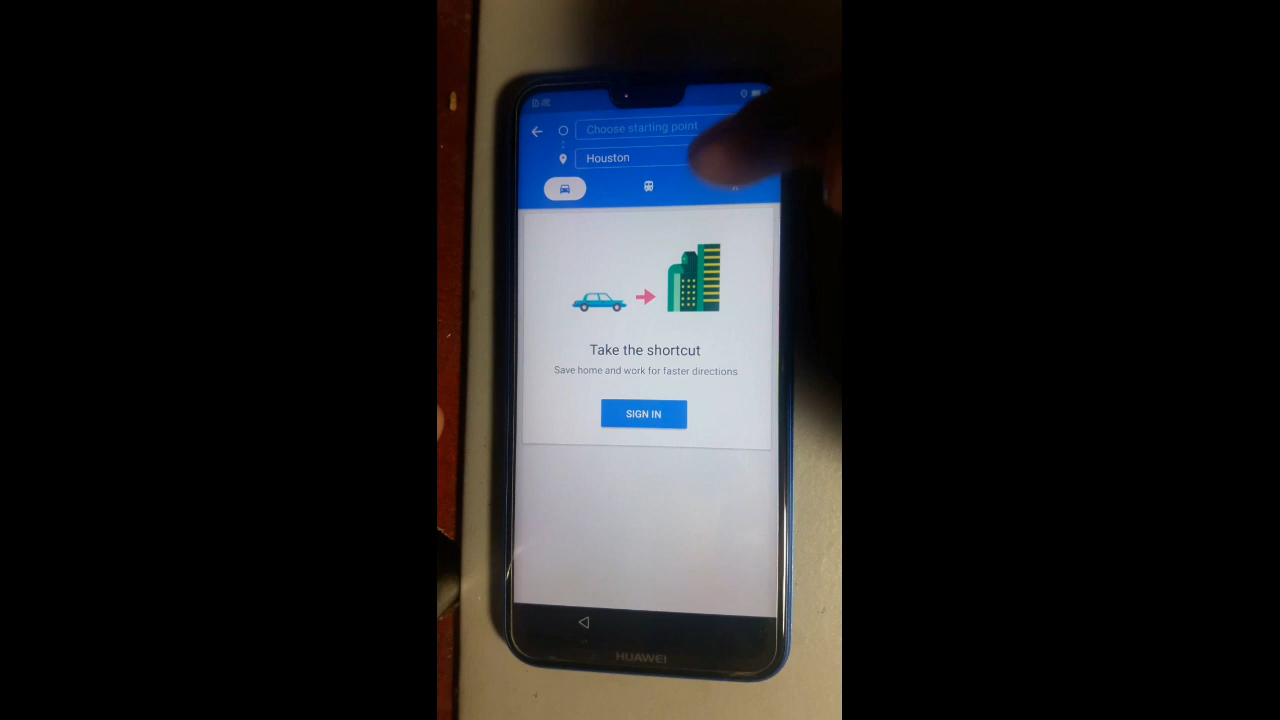 Choose starting point
Houston
Take the shortcut
Save home and work for faster directions
SIGN IN
HUAWEI